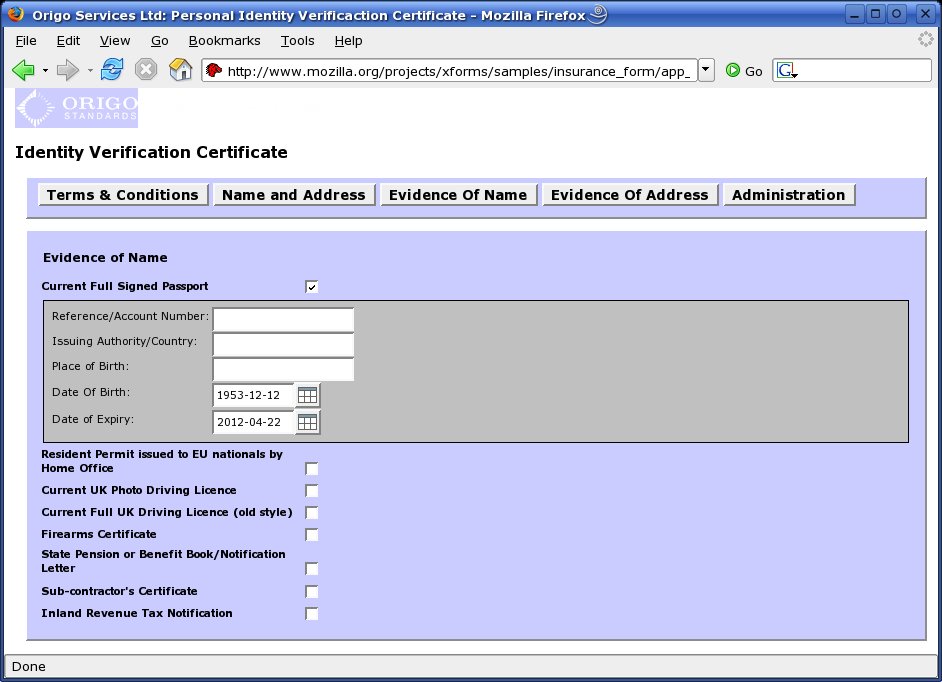 Origo Services Ltd: Personal Identity Verificaction Certificate - Mozilla Firefox
File Edit View Go Bookmarks Tools Help
http://www.mozilla.org/projects/xforms/samples/insurance_form/app_ Go G
ORIGO
STANDARDS
Identity Verification Certificate
Terms & Conditions Name and Address Evidence Of Name Evidence Of Address Administration
Evidence of Name
Current Full Signed Passport
Reference/Account Number:
Issuing Authority/Country:
Place of Birth:
Date Of Birth: 1953-12-12
Date of Expiry: 2012-04-22
Resident Permit issued to EU nationals by
Home Office
Current UK Photo Driving Licence
Current Full UK Driving Licence (old style)
Firearms Certificate
State Pension or Benefit Book/Notification
Letter
Sub-contractor's Certificate
Inland Revenue Tax Notification
Done